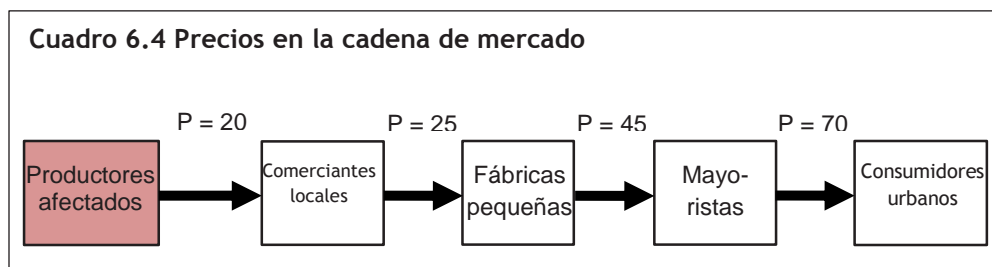 Cuadro 6.4 Precios en la cadena de mercado
P = 20
P = 25
P = 45
P = 70
Productores
afectados
Comerciantes
locales
Fábricas
pequeñas
Mayo-
ristas
Consumidores
urbanos